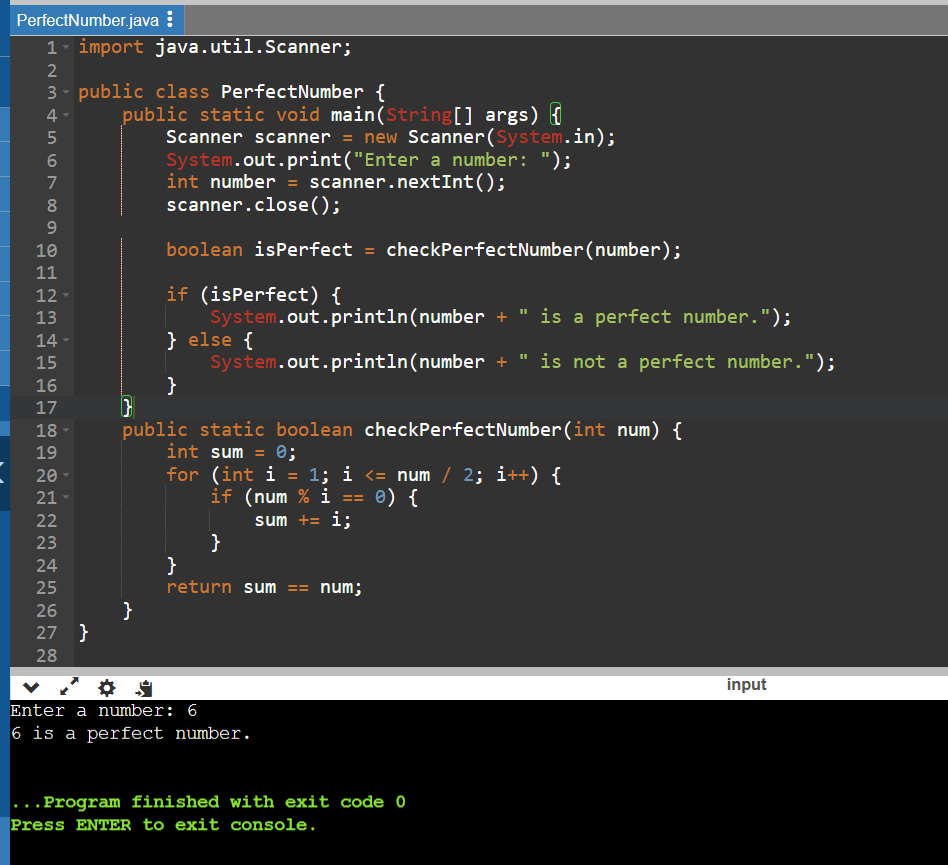 PerfectNumber.java
1 import java.util.Scanner;
2
3 public class PerfectNumber {
4     public static void main(String[] args) {
5         Scanner scanner = new Scanner(System.in);
6         System.out.print("Enter a number: ");
7         int number = scanner.nextInt();
8         scanner.close();
9
10         boolean isPerfect = checkPerfectNumber(number);
11
12         if (isPerfect) {
13             System.out.println(number + " is a perfect number.");
14         } else {
15             System.out.println(number + " is not a perfect number.");
16         }
17     }
18     public static boolean checkPerfectNumber(int num) {
19         int sum = 0;
20         for (int i = 1; i <= num / 2; i++) {
21             if (num % i == 0) {
22                 sum += i;
23             }
24         }
25         return sum == num;
26     }
27 }
28
input
Enter a number: 6
6 is a perfect number.
...Program finished with exit code 0
Press ENTER to exit console.